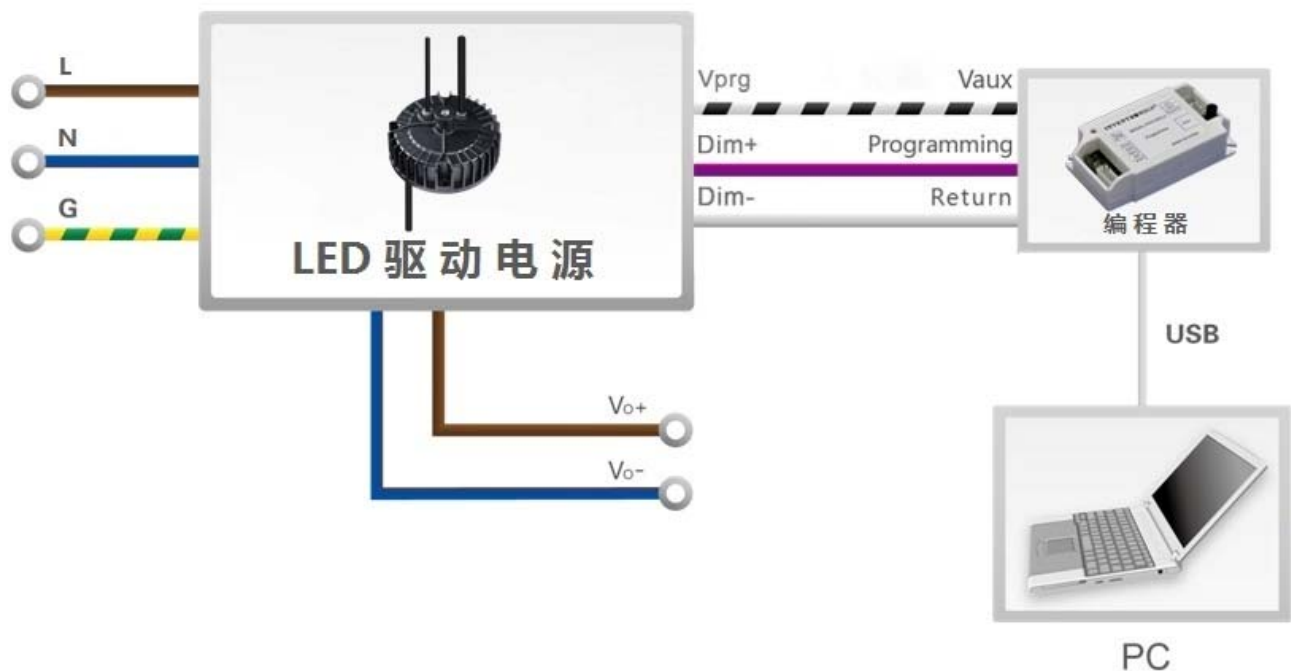 L
N
G
LED 驱动电源
Vprg Vaux
Dim+ Programming
Dim- Return
编程器
USB
Vo+
Vo-
PC